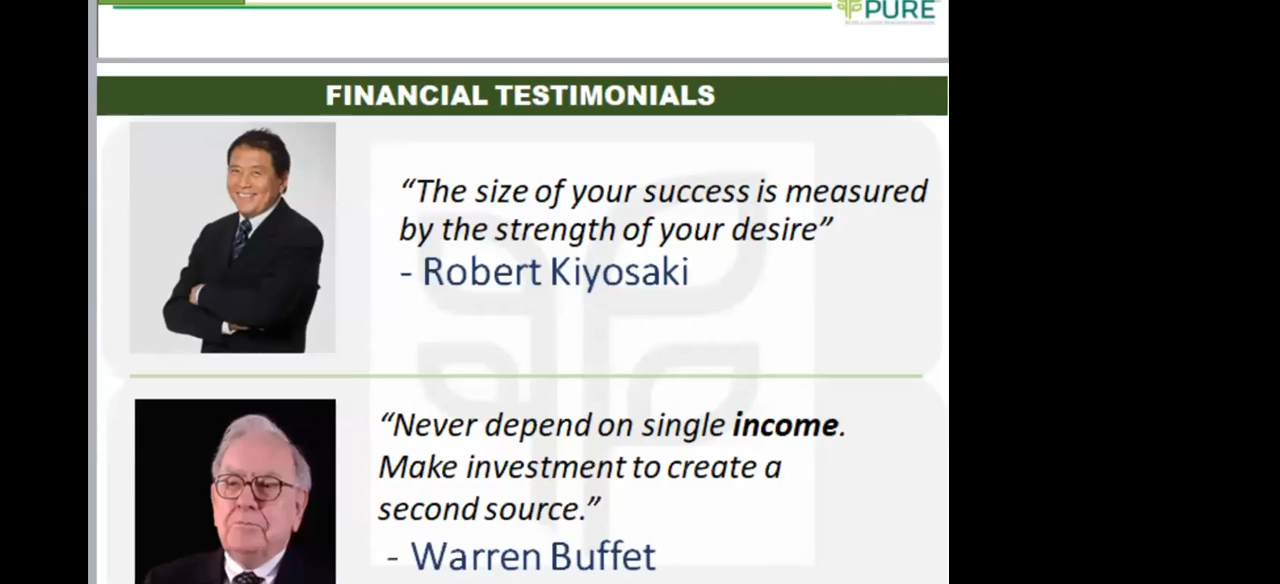 PURE
FINANCIAL TESTIMONIALS
“The size of your success is measured
by the strength of your desire”
- Robert Kiyosaki
“Never depend on single income.
Make investment to create a
second source.”
- Warren Buffet